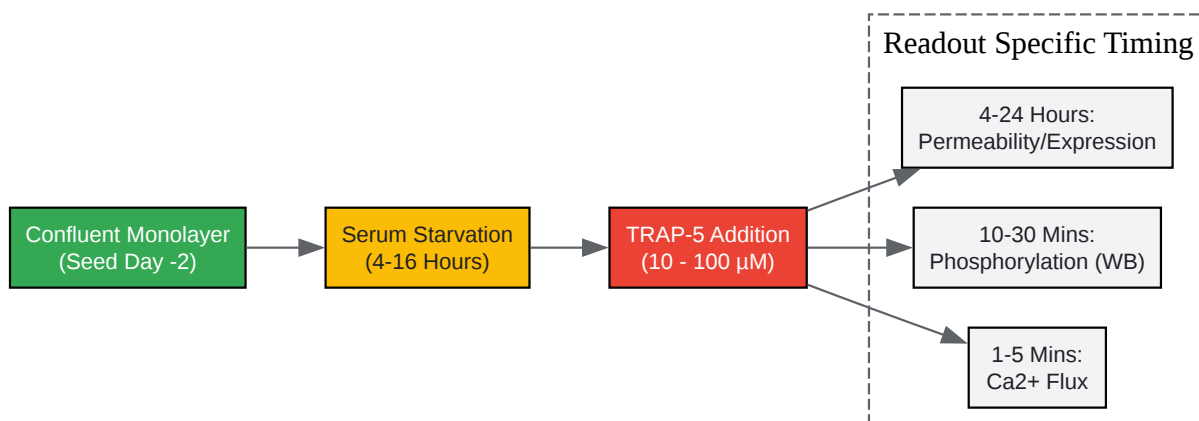 Readout Specific Timing
4-24 Hours:
Permeability/Expression
Confluent Monolayer
(Seed Day -2)
Serum Starvation
(4-16 Hours)
TRAP-5 Addition
(10 - 100 µM)
10-30 Mins:
Phosphorylation (WB)
1-5 Mins:
Ca2+ Flux